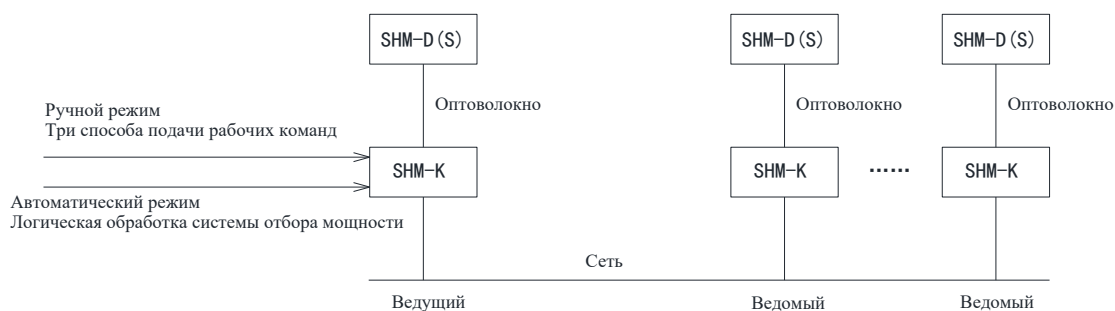 SHM-D(S) SHM-D(S) SHM-D(S)
Оптоволокно Оптоволокно Оптоволокно
Ручной режим
Три способа подачи рабочих команд
SHM-K SHM-K ······ SHM-K
Автоматический режим
Логическая обработка системы отбора мощности
Сеть
Ведущий Ведомый Ведомый